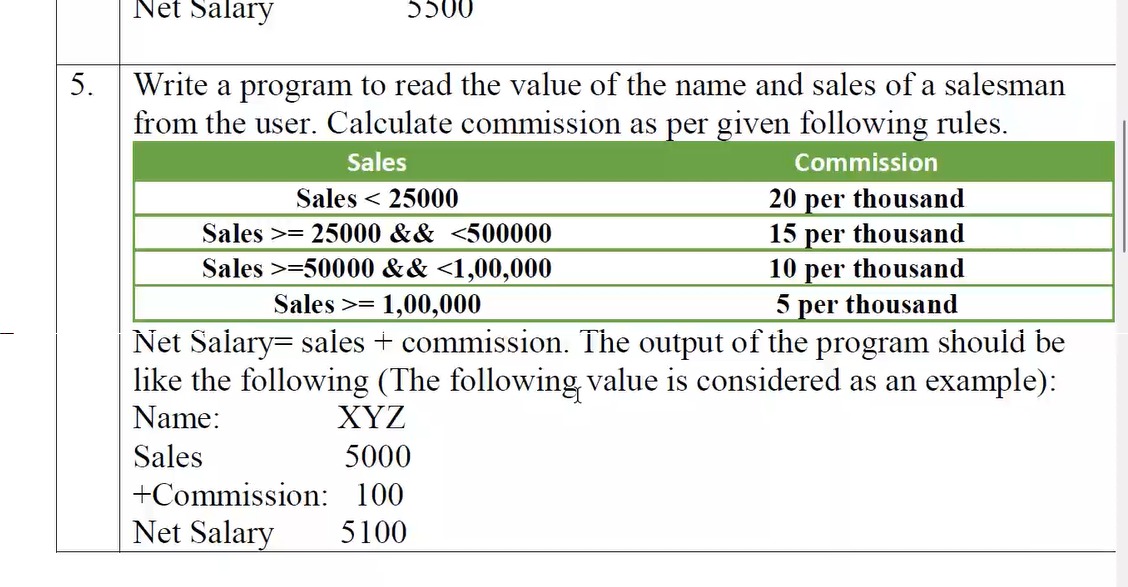 Net Salary 5500
5. Write a program to read the value of the name and sales of a salesman
from the user. Calculate commission as per given following rules.
Sales Commission
Sales < 25000 20 per thousand
Sales >= 25000 && <500000 15 per thousand
Sales >=50000 && <1,00,000 10 per thousand
Sales >= 1,00,000 5 per thousand
Net Salary= sales + commission. The output of the program should be
like the following (The following value is considered as an example):
Name: XYZ
Sales 5000
+Commission: 100
Net Salary 5100